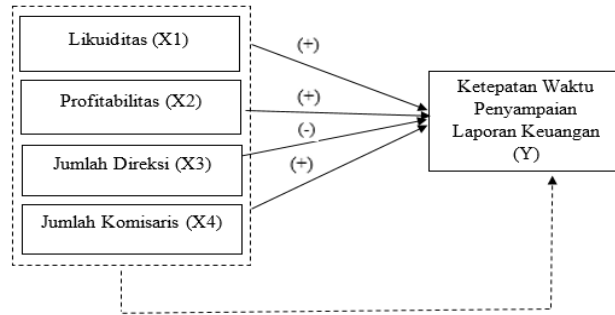 Likuiditas (X1)
(+)
Profitabilitas (X2)
(+)
(-)
Jumlah Direksi (X3)
(+)
Jumlah Komisaris (X4)
Ketepatan Waktu
Penyampaian
Laporan Keuangan
(Y)